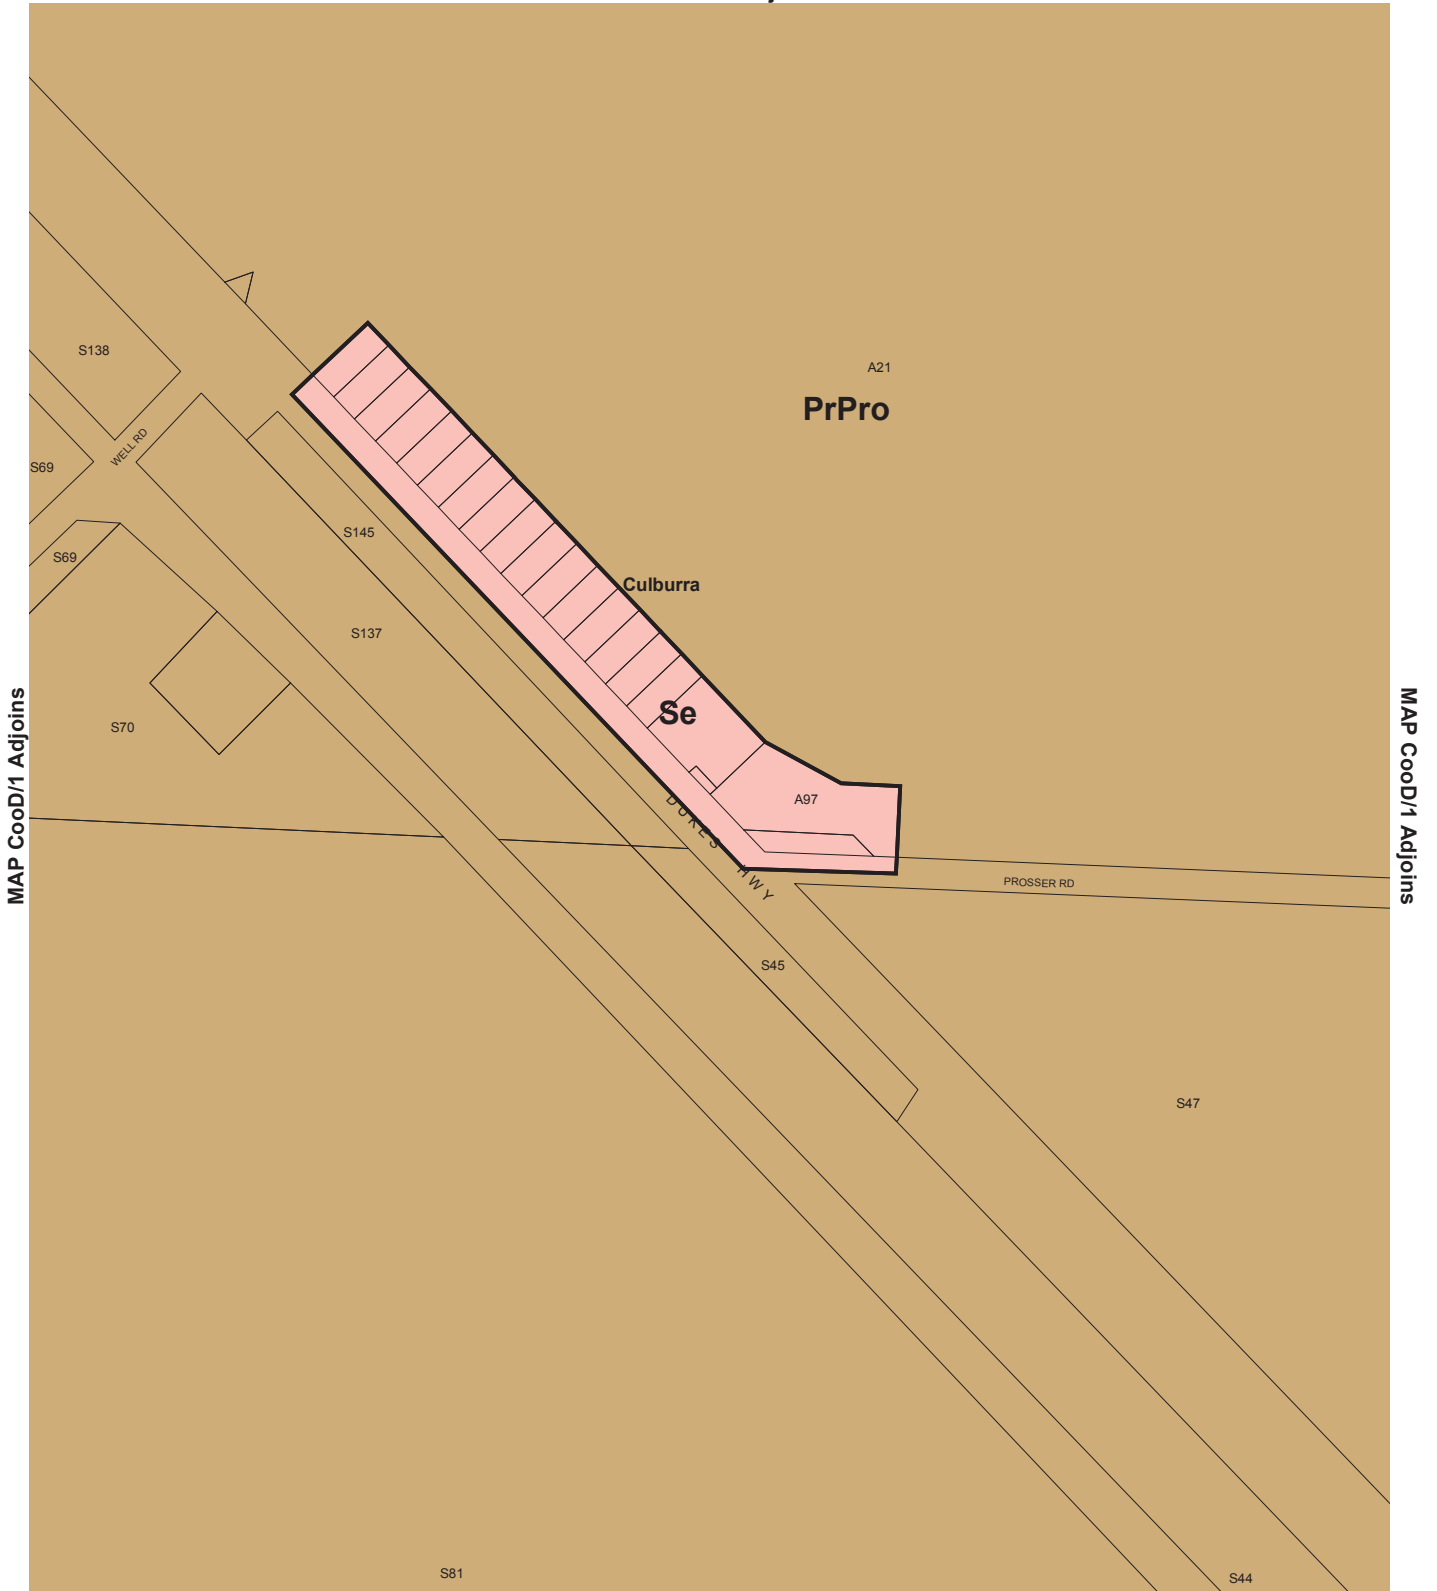 S138
A21
PrPro
WELL RD
S69
S145
S69
Culburra
S137
Se
S70
MAP CooD/1 Adjoins
MAP CooD/1 Adjoins
A97
DUKES HWY
PROSSER RD
S45
S47
S81
S44